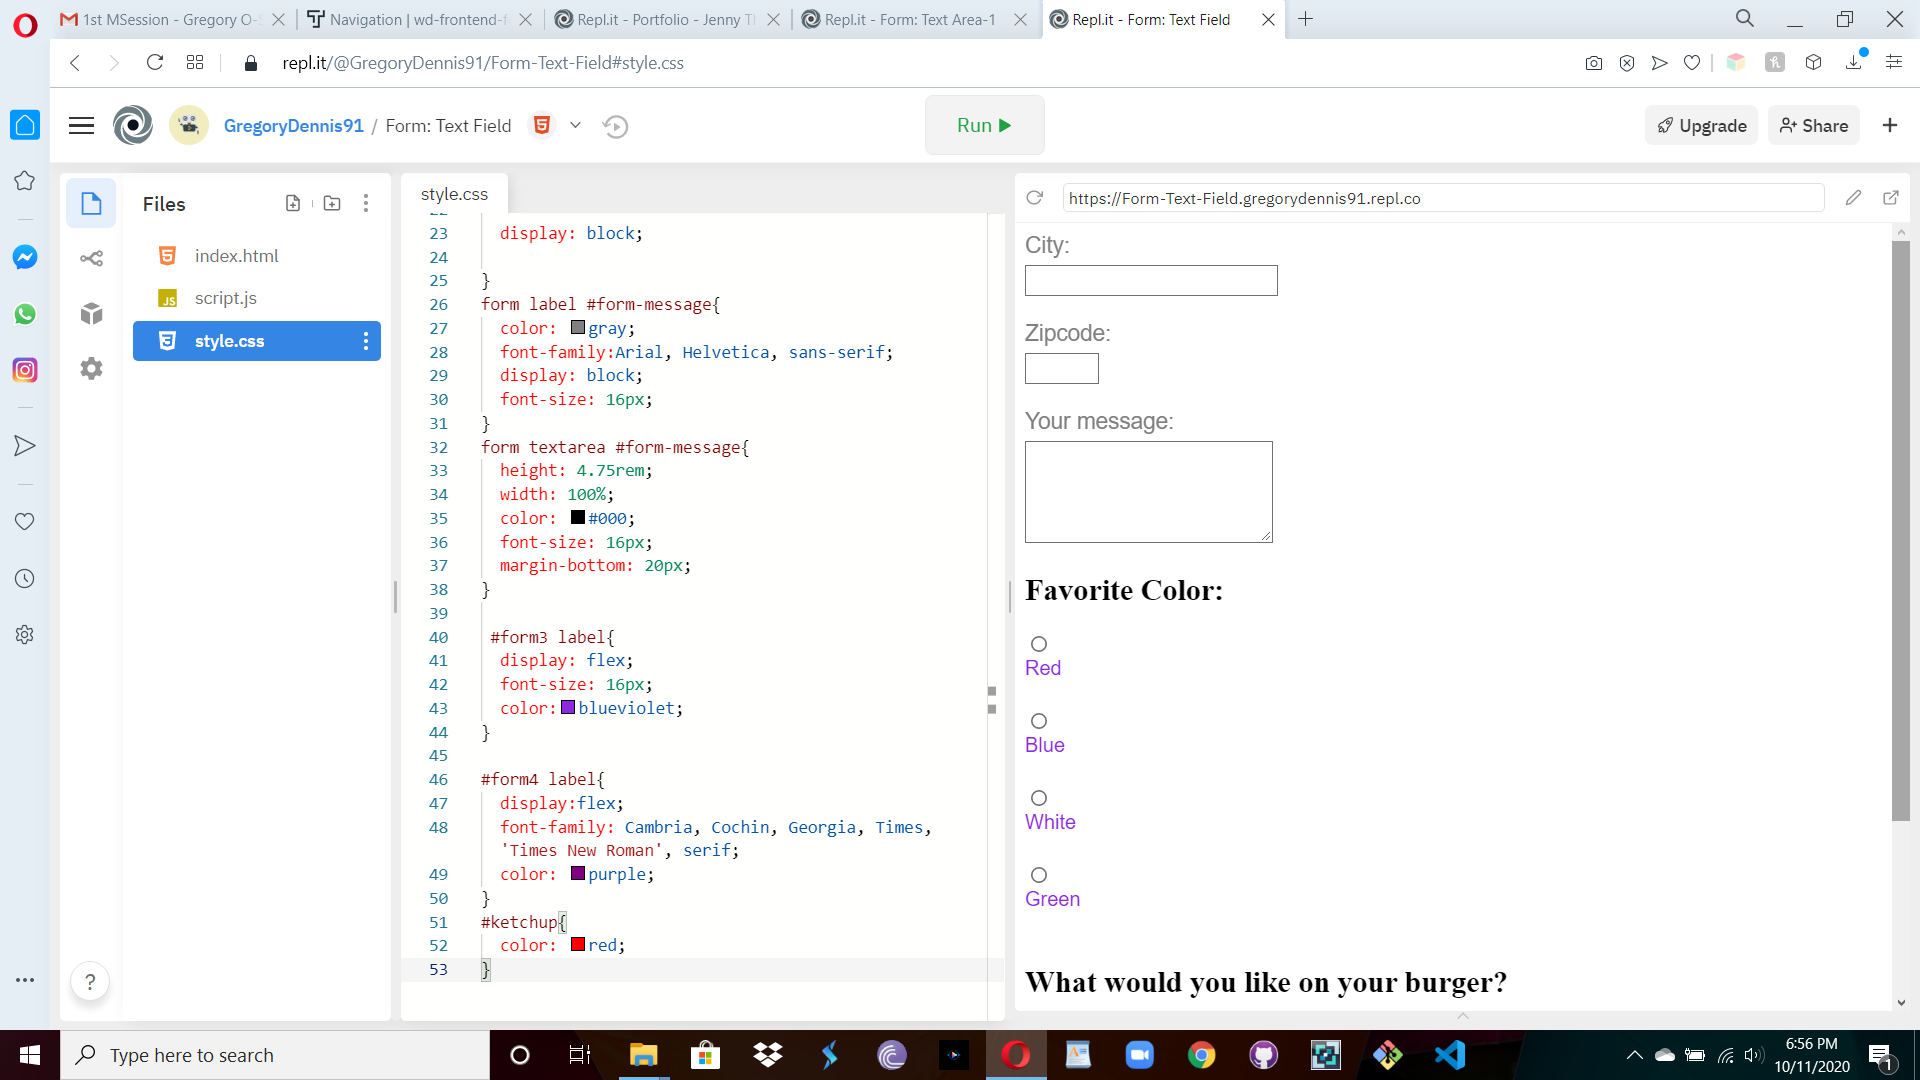 1st MSession - Gregory O-S
Navigation | wd-frontend-f
Repl.it - Portfolio - Jenny T
Repl.it - Form: Text Area-1
Repl.it - Form: Text Field
repl.it/@GregoryDennis91/Form-Text-Field#style.css
GregoryDennis91 / Form: Text Field
Run
Upgrade
Share
Files
index.html
script.js
style.css
style.css
22
23 display: block;
24
25 }
26 form label #form-message{
27 color: gray;
28 font-family:Arial, Helvetica, sans-serif;
29 display: block;
30 font-size: 16px;
31 }
32 form textarea #form-message{
33 height: 4.75rem;
34 width: 100%;
35 color: #000;
36 font-size: 16px;
37 margin-bottom: 20px;
38 }
39
40 #form3 label{
41 display: flex;
42 font-size: 16px;
43 color: blueviolet;
44 }
45
46 #form4 label{
47 display:flex;
48 font-family: Cambria, Cochin, Georgia, Times,
'Times New Roman', serif;
49 color: purple;
50 }
51 #ketchup{
52 color: red;
53 }
https://Form-Text-Field.gregorydennis91.repl.co
City:
Zipcode:
Your message:
Favorite Color:
Red
Blue
White
Green
What would you like on your burger?
?
Type here to search
6:56 PM
10/11/2020
1